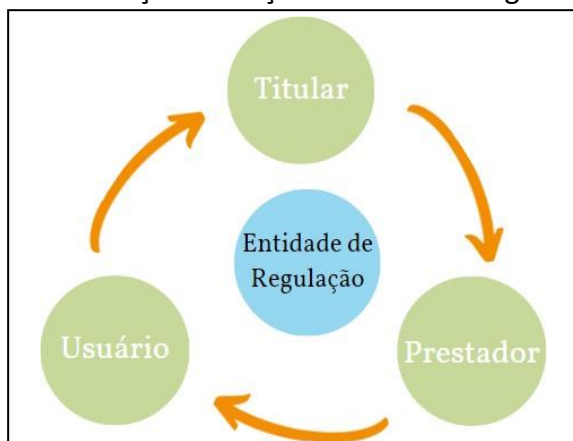 Titular
Entidade de
Regulação
Usuário
Prestador